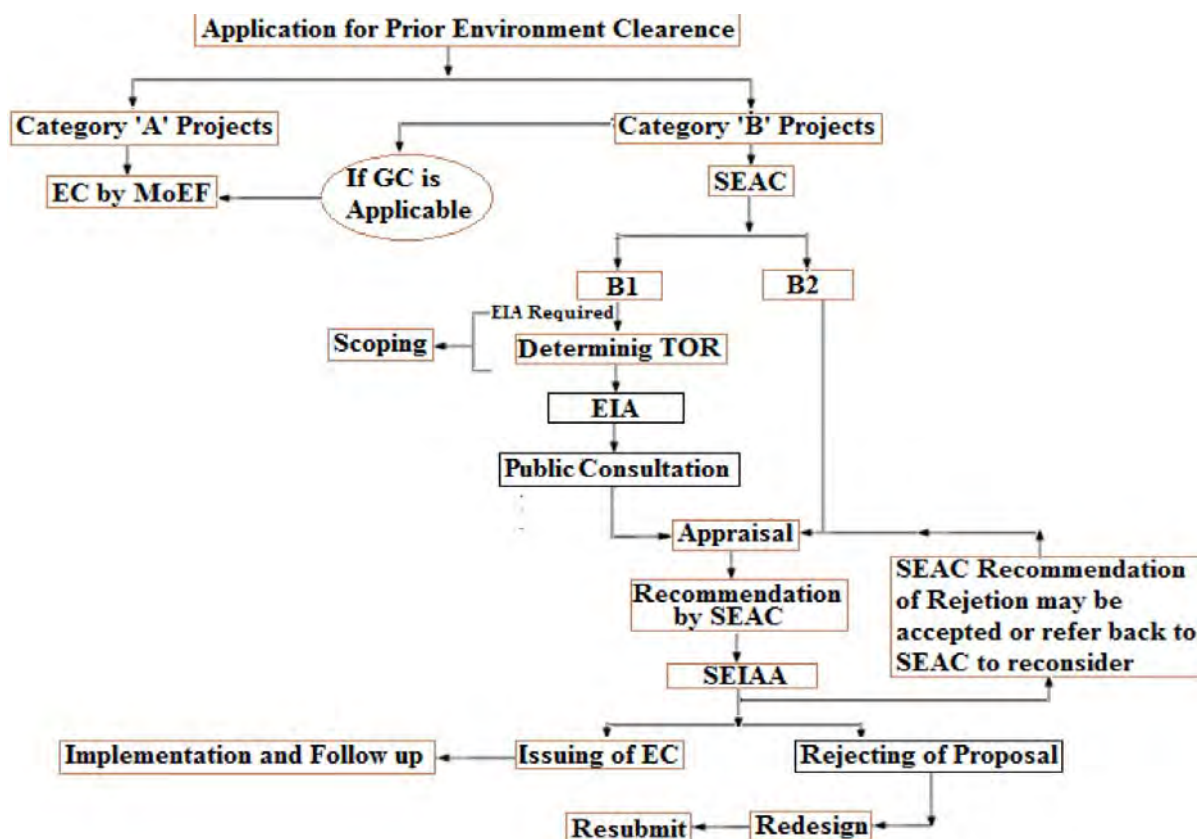 Application for Prior Environment Clearence
Category 'A' Projects
Category 'B' Projects
EC by MoEF
If GC is
Applicable
SEAC
B1
B2
EIA Required
Scoping
Determinig TOR
EIA
Public Consultation
Appraisal
Recommendation
by SEAC
SEAC Recommendation
of Rejetion may be
accepted or refer back to
SEAC to reconsider
SEIAA
Implementation and Follow up
Issuing of EC
Rejecting of Proposal
Resubmit
Redesign